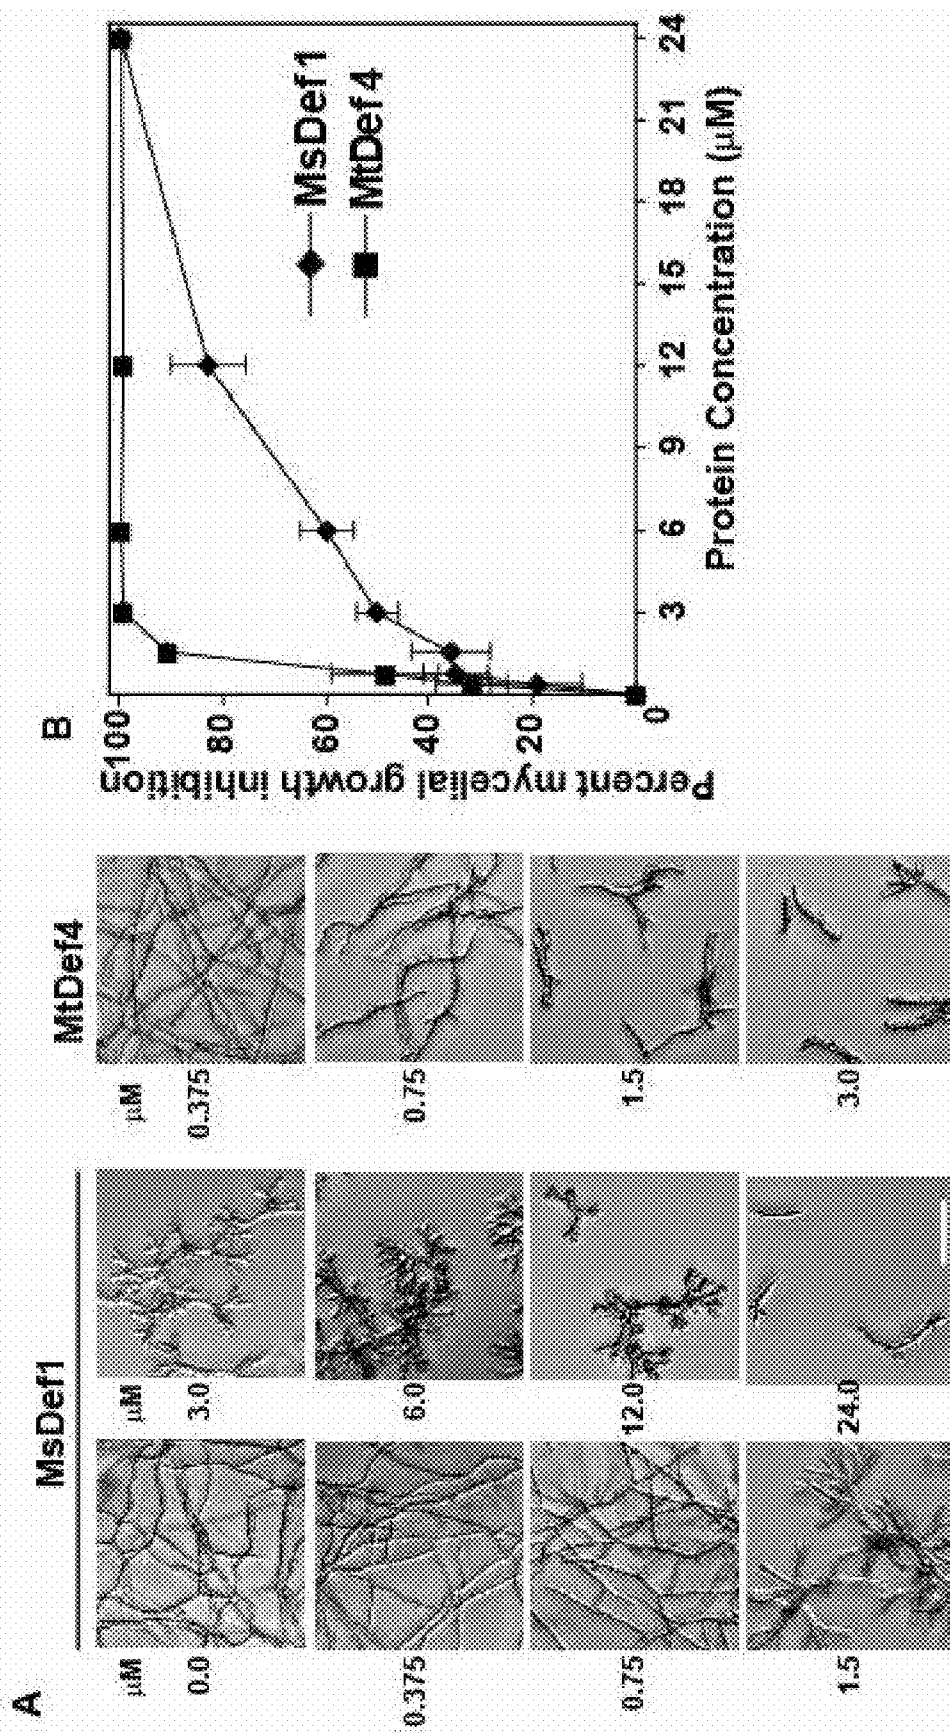 A
MsDef1
MtDef4
μM
0.0
0.375
0.75
1.5
μM
3.0
6.0
12.0
24.0
μM
0.375
0.75
1.5
3.0
B
Percent mycelial growth inhibition
100
80
60
40
20
0
3
6
9
12
15
18
21
24
Protein Concentration (μM)
MsDef1
MtDef4